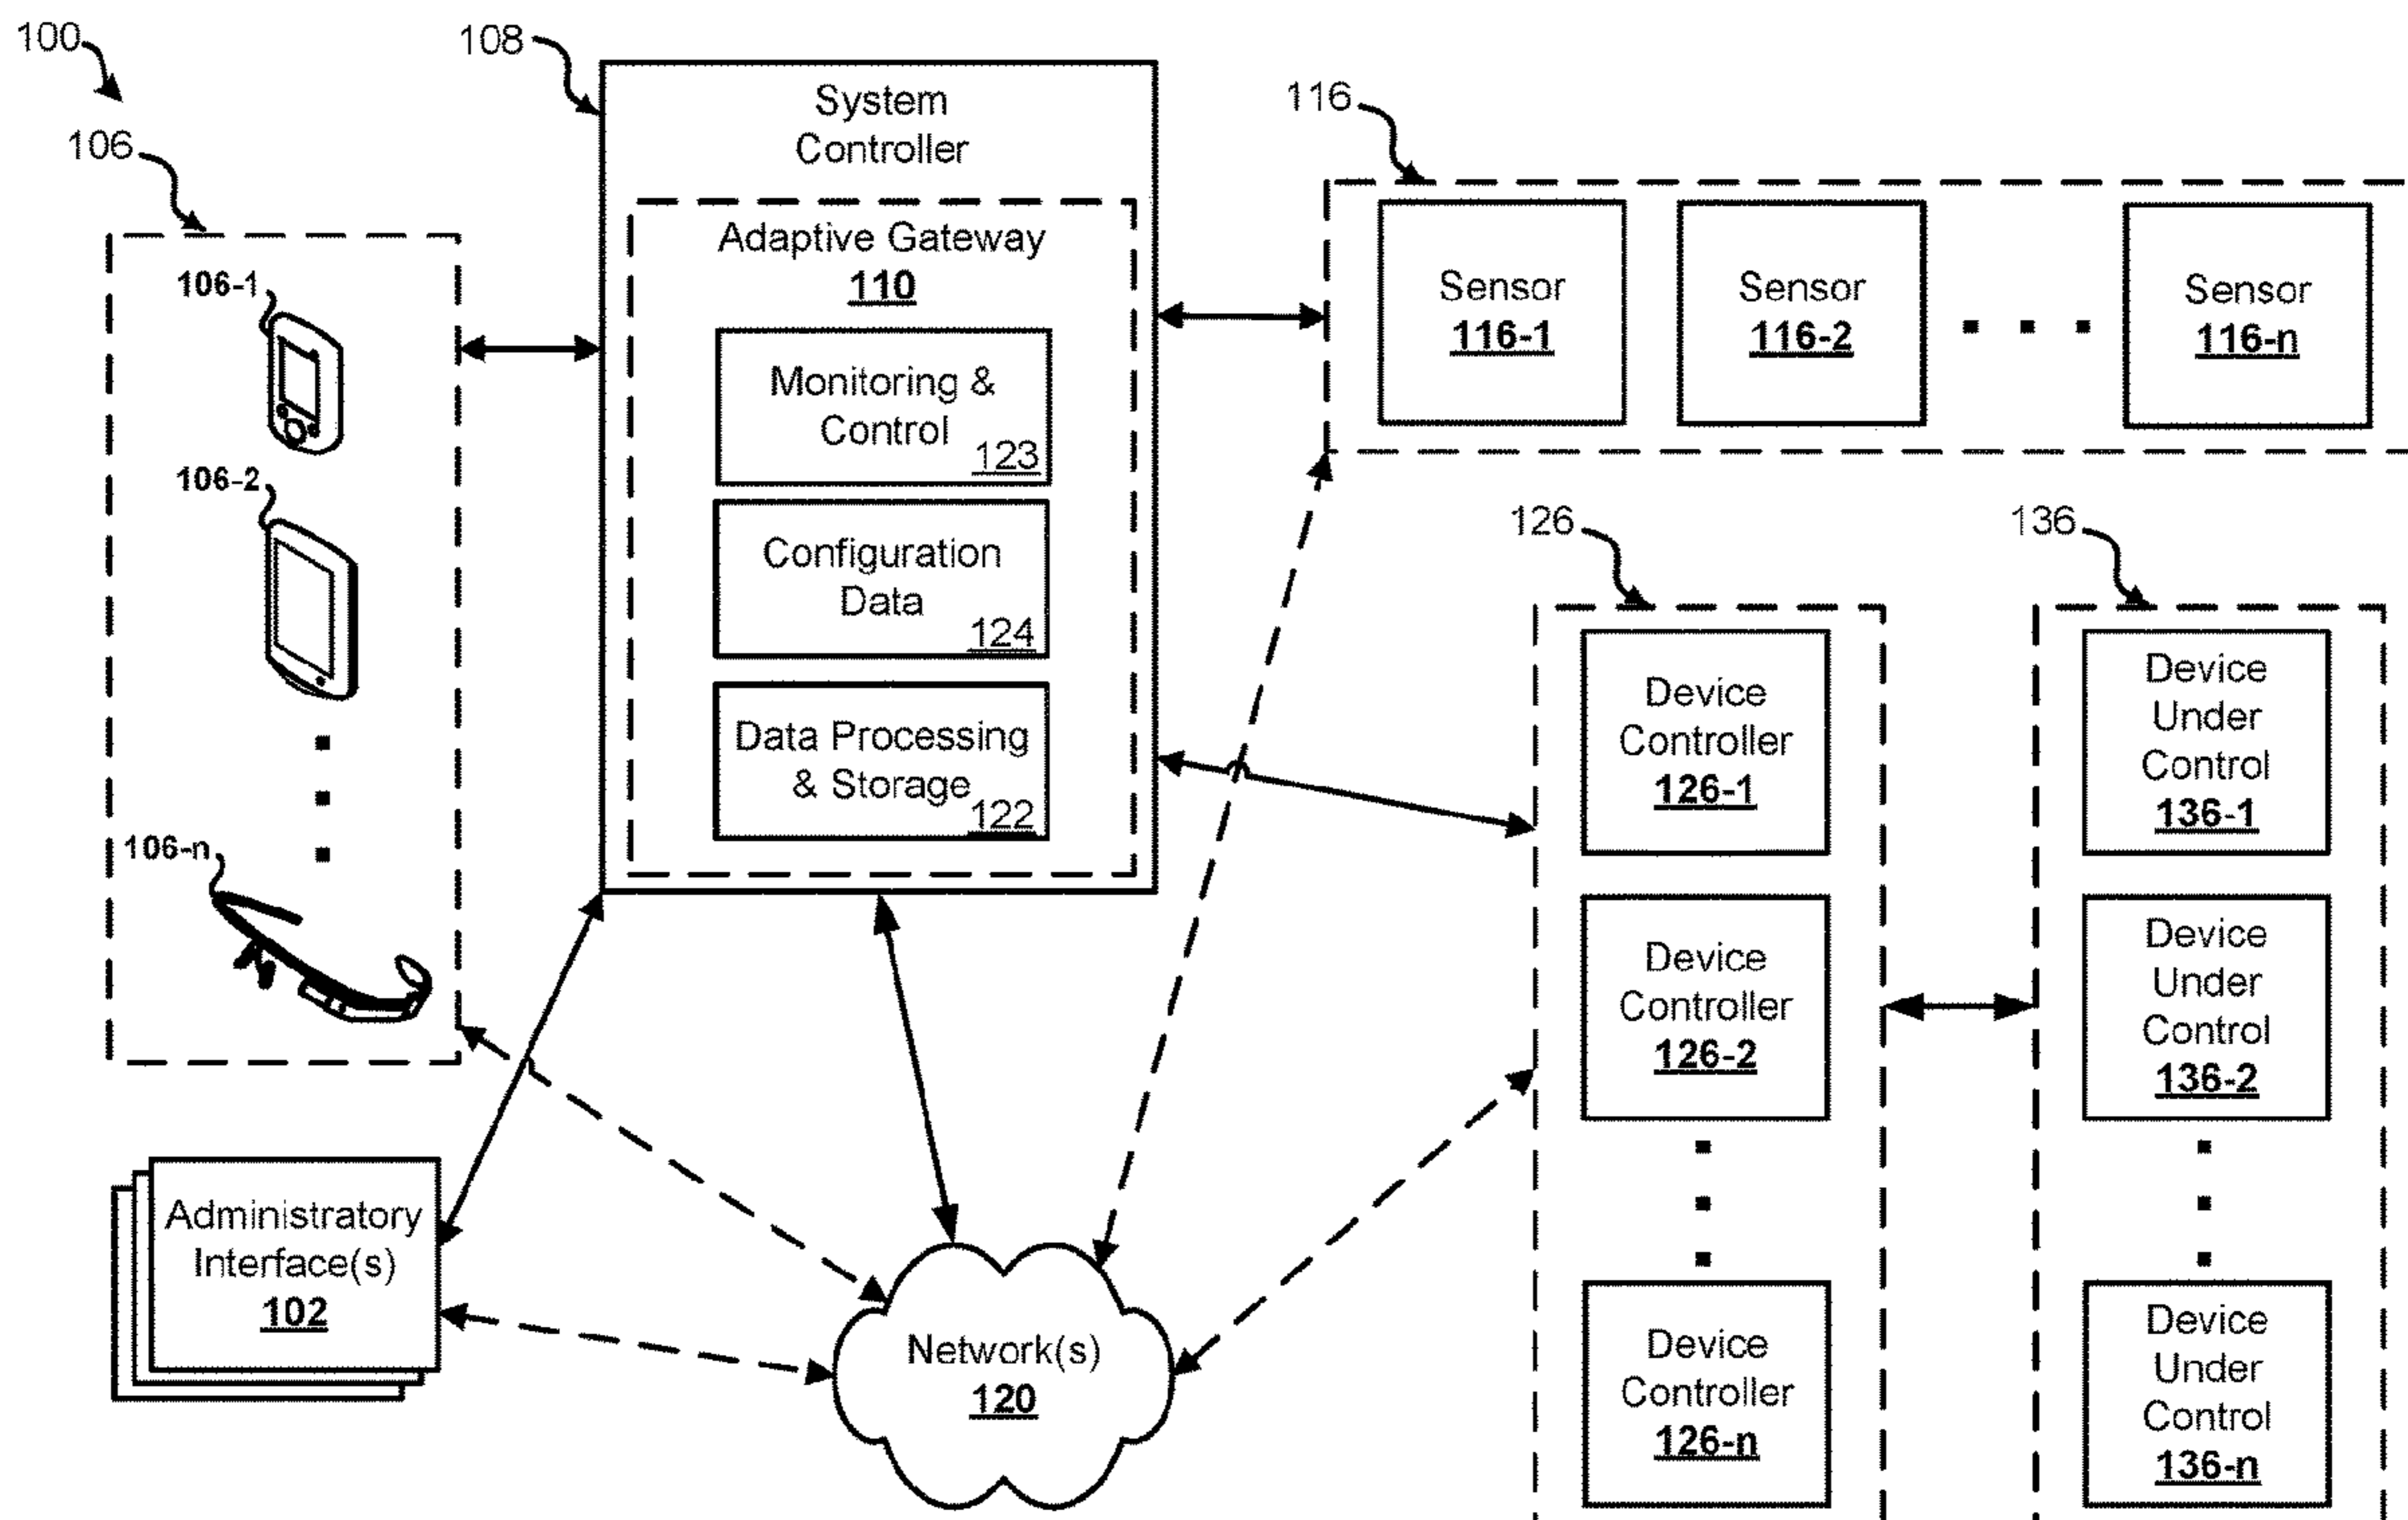 100
108
106
System
Controller
116
Adaptive Gateway
110
Monitoring &
Control
123
Configuration
Data
124
Data Processing
& Storage
122
106-1
106-2
106-n
Sensor
116-1
Sensor
116-2
Sensor
116-n
126
136
Device
Controller
126-1
Device
Controller
126-2
Device
Controller
126-n
Device
Under
Control
136-1
Device
Under
Control
136-2
Device
Under
Control
136-n
Administratory
Interface(s)
102
Network(s)
120